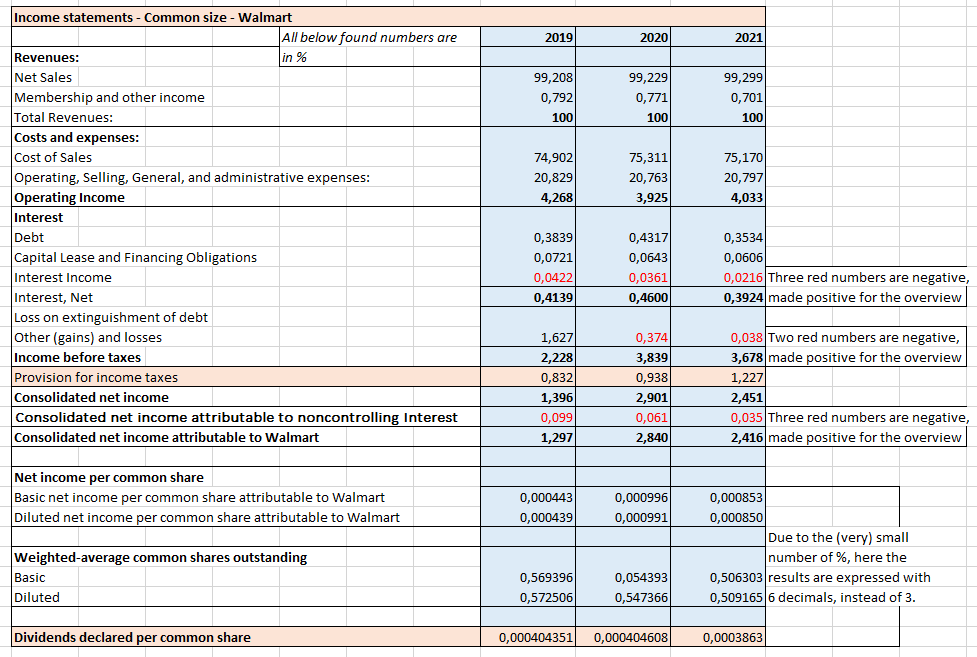 Income statements - Common size - Walmart
All below found numbers are 2019 2020 2021
Revenues: in %
Net Sales 99,208 99,229 99,299
Membership and other income 0,792 0,771 0,701
Total Revenues: 100 100 100
Costs and expenses:
Cost of Sales 74,902 75,311 75,170
Operating, Selling, General, and administrative expenses: 20,829 20,763 20,797
Operating Income 4,268 3,925 4,033
Interest
Debt 0,3839 0,4317 0,3534
Capital Lease and Financing Obligations 0,0721 0,0643 0,0606
Interest Income 0,0422 0,0361 0,0216 Three red numbers are negative,
Interest, Net 0,4139 0,4600 0,3924 made positive for the overview
Loss on extinguishment of debt
Other (gains) and losses 1,627 0,374 0,038 Two red numbers are negative,
Income before taxes 2,228 3,839 3,678 made positive for the overview
Provision for income taxes 0,832 0,938 1,227
Consolidated net income 1,396 2,901 2,451
Consolidated net income attributable to noncontrolling Interest 0,099 0,061 0,035 Three red numbers are negative,
Consolidated net income attributable to Walmart 1,297 2,840 2,416 made positive for the overview
Net income per common share
Basic net income per common share attributable to Walmart 0,000443 0,000996 0,000853
Diluted net income per common share attributable to Walmart 0,000439 0,000991 0,000850
Due to the (very) small
Weighted-average common shares outstanding number of %, here the
Basic 0,569396 0,054393 0,506303 results are expressed with
Diluted 0,572506 0,547366 0,509165 6 decimals, instead of 3.
Dividends declared per common share 0,000404351 0,000404608 0,0003863